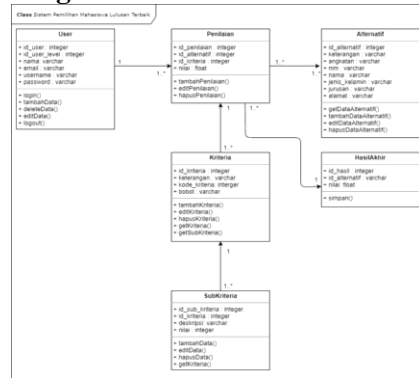 Class Sistem Pemilihan Mahasiswa Lulusan Terbaik
User
+ id_user : integer
+ id_user_level : integer
+ nama : varchar
+ email : varchar
+ username : varchar
+ password : varchar
+ login()
+ tambahData()
+ deleteData()
+ editData()
+ logout()
1
1..*
Penilaian
+ id_penilaian : integer
+ id_alternatif : integer
+ id_kriteria : integer
+ nilai : float
+ tambahPenilaian()
+ editPenilaian()
+ hapusPenilaian()
1..*
1
Alternatif
+ id_alternatif : integer
+ keterangan : varchar
+ angkatan : varchar
+ nim : varchar
+ nama : varchar
+ jenis_kelamin : varchar
+ jurusan : varchar
+ alamat : varchar
+ getDataAlternatif()
+ tambahDataAlternatif()
+ editDataAlternatif()
+ hapusDataAlternatif()
1
1..*
1..*
Kriteria
+ id_kriteria : integer
+ keterangan : varchar
+ kode_kriteria : interger
+ bobot : varchar
+ tambahKriteria()
+ editKriteria()
+ hapusKriteria()
+ getKriteria()
+ getSubKriteria()
HasilAkhir
+ id_hasil : integer
+ id_alternatif : varchar
+ nilai : float
+ simpan()
1
1
1..*
SubKriteria
+ id_sub_kriteria : integer
+ id_kriteria : integer
+ deskripsi : varchar
+ nilai : integer
+ tambahData()
+ editData()
+ hapusData()
+ getKriteria()